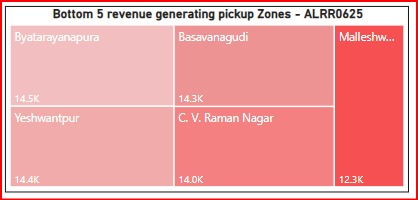 Bottom 5 revenue generating pickup Zones - ALRR0625
Byatarayanapura
14.5K
Basavanagudi
14.3K
Malleshw...
12.3K
Yeshwantpur
14.4K
C. V. Raman Nagar
14.0K